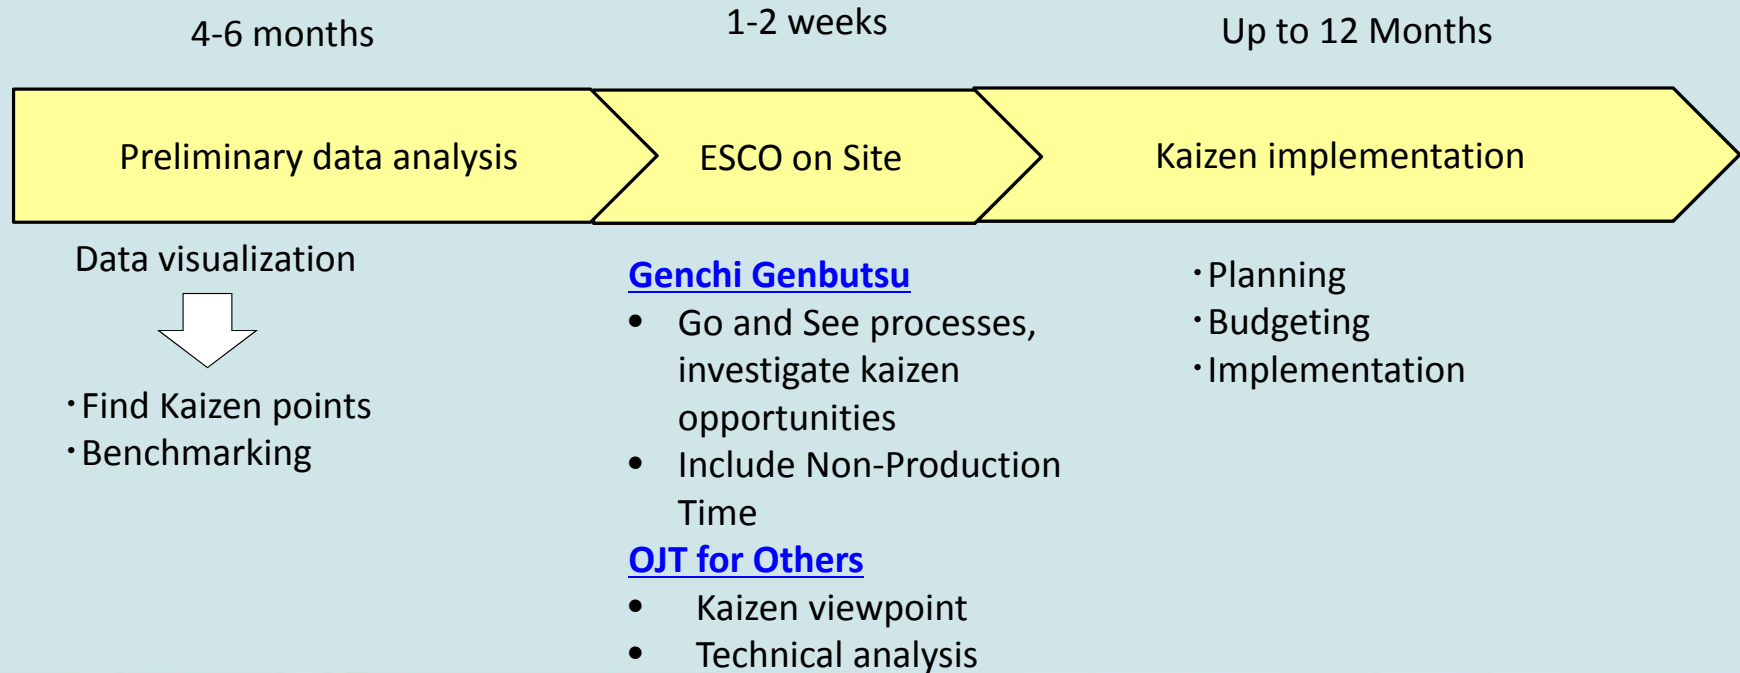 4-6 months
1-2 weeks
Up to 12 Months
Preliminary data analysis
ESCO on Site
Kaizen implementation
Data visualization
･Find Kaizen points
･Benchmarking
Genchi Genbutsu
• Go and See processes,
investigate kaizen
opportunities
• Include Non-Production
Time
OJT for Others
• Kaizen viewpoint
• Technical analysis
･Planning
･Budgeting
･Implementation